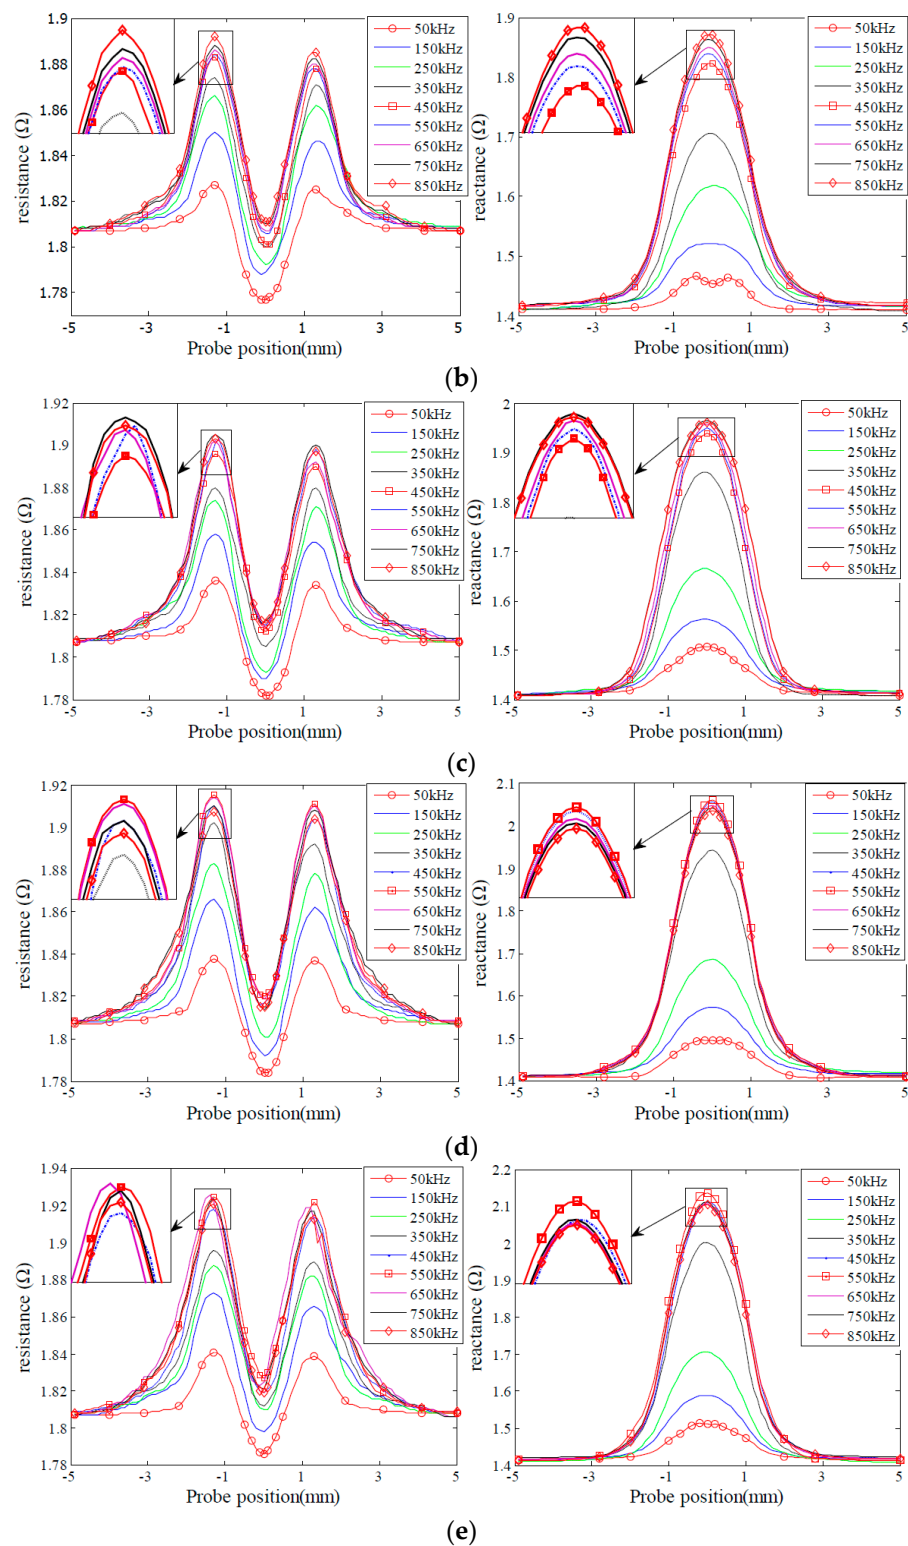 1.9
1.88
1.86
1.84
1.82
1.8
1.78
-5
-3
-1
1
3
5
resistance (Ω)
Probe position(mm)
50kHz
150kHz
250kHz
350kHz
450kHz
550kHz
650kHz
750kHz
850kHz
1.9
1.8
1.7
1.6
1.5
1.4
-5
-3
-1
1
3
5
reactance (Ω)
Probe position(mm)
50kHz
150kHz
250kHz
350kHz
450kHz
550kHz
650kHz
750kHz
850kHz
(b)
1.92
1.9
1.88
1.86
1.84
1.82
1.8
1.78
-5
-3
-1
1
3
5
resistance (Ω)
Probe position(mm)
50kHz
150kHz
250kHz
350kHz
450kHz
550kHz
650kHz
750kHz
850kHz
2
1.9
1.8
1.7
1.6
1.5
1.4
-5
-3
-1
1
3
5
reactance (Ω)
Probe position(mm)
50kHz
150kHz
250kHz
350kHz
450kHz
550kHz
650kHz
750kHz
850kHz
(c)
1.92
1.9
1.88
1.86
1.84
1.82
1.8
1.78
-5
-3
-1
1
3
5
resistance (Ω)
Probe position(mm)
50kHz
150kHz
250kHz
350kHz
450kHz
550kHz
650kHz
750kHz
850kHz
2.1
2
1.9
1.8
1.7
1.6
1.5
1.4
-5
-3
-1
1
3
5
reactance (Ω)
Probe position(mm)
50kHz
150kHz
250kHz
350kHz
450kHz
550kHz
650kHz
750kHz
850kHz
(d)
1.94
1.92
1.9
1.88
1.86
1.84
1.82
1.8
1.78
-5
-3
-1
1
3
5
resistance (Ω)
Probe position(mm)
50kHz
150kHz
250kHz
350kHz
450kHz
550kHz
650kHz
750kHz
850kHz
2.2
2.1
2
1.9
1.8
1.7
1.6
1.5
1.4
-5
-3
-1
1
3
5
reactance (Ω)
Probe position(mm)
50kHz
150kHz
250kHz
350kHz
450kHz
550kHz
650kHz
750kHz
850kHz
(e)